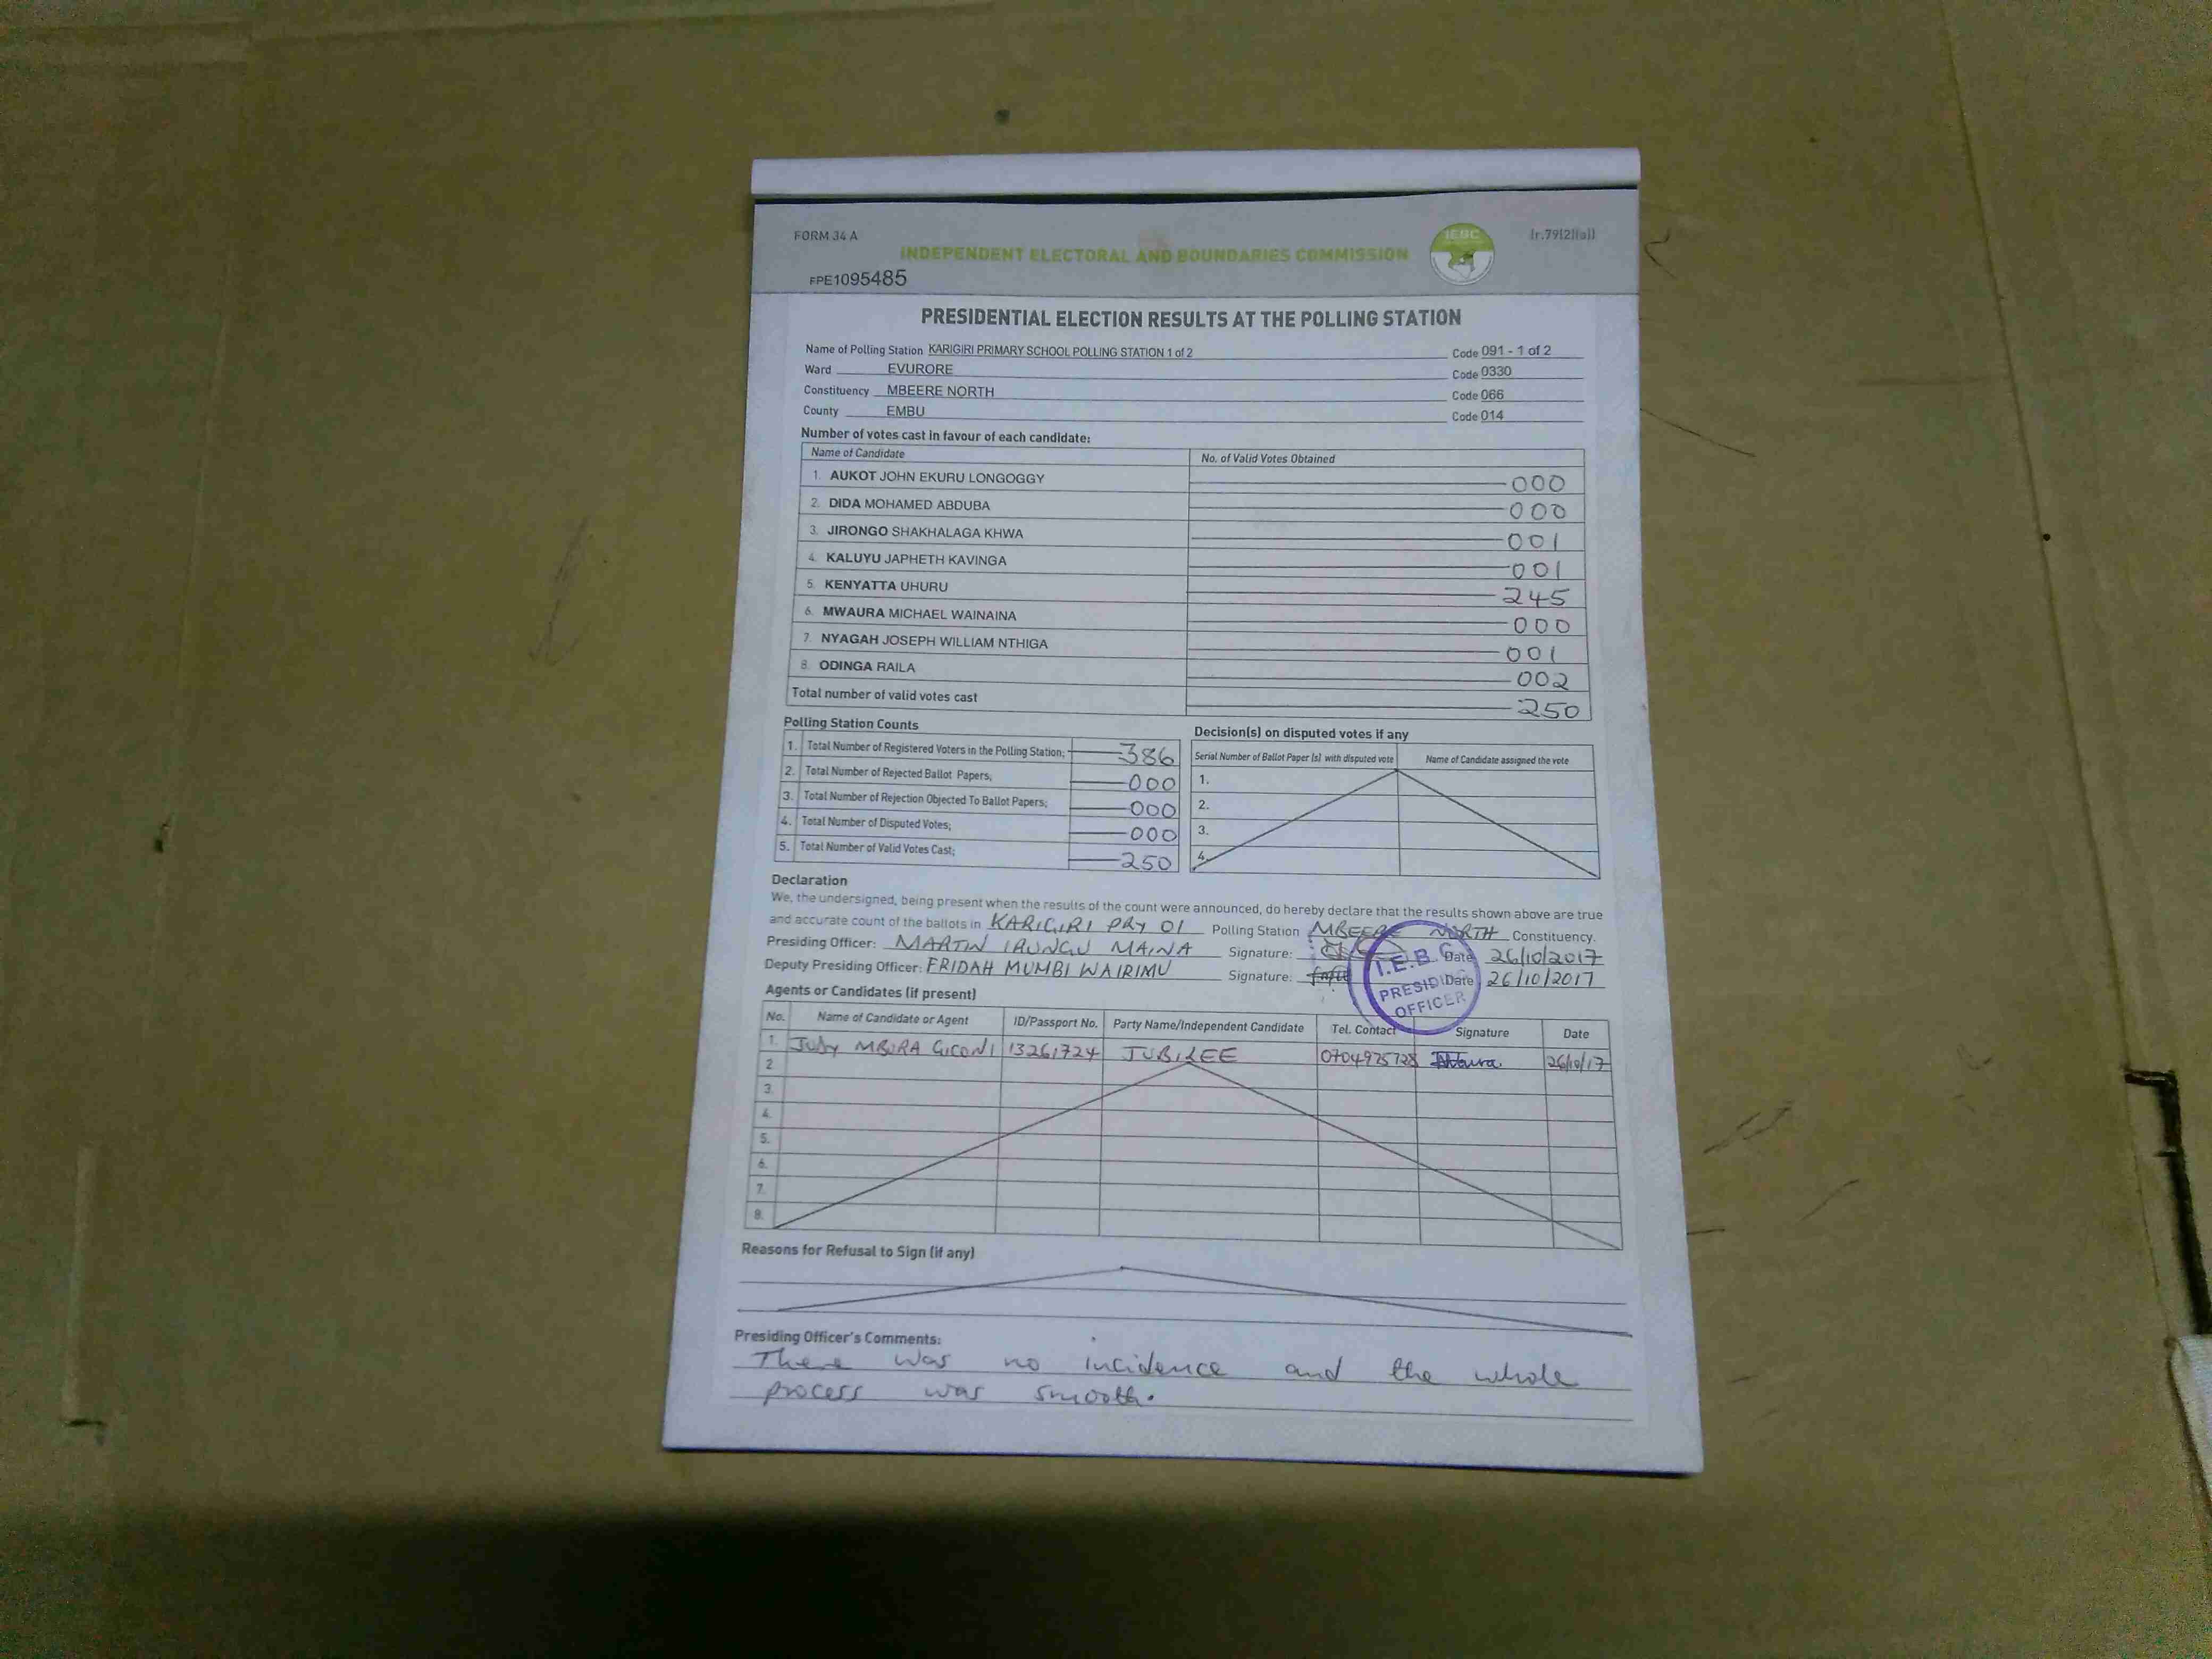 FORM 34 A
INDEPENDENT ELECTORAL AND BOUNDARIES COMMISSION
IEBC
(r.79(2)(a))
FPE1095485
PRESIDENTIAL ELECTION RESULTS AT THE POLLING STATION
Name of Polling Station KARIGIRI PRIMARY SCHOOL POLLING STATION 1 of 2 Code 091 - 1 of 2
Ward EVURORE Code 0330
Constituency MBEERE NORTH Code 066
County EMBU Code 014
Number of votes cast in favour of each candidate:
Name of Candidate No. of Valid Votes Obtained
1. AUKOT JOHN EKURU LONGOGGY 000
2. DIDA MOHAMED ABDUBA 000
3. JIRONGO SHAKHALAGA KHWA 001
4. KALUYU JAPHETH KAVINGA 001
5. KENYATTA UHURU 245
6. MWAURA MICHAEL WAINAINA 000
7. NYAGAH JOSEPH WILLIAM NTHIGA 001
8. ODINGA RAILA 002
Total number of valid votes cast 250
Polling Station Counts
1. Total Number of Registered Voters in the Polling Station; 386
2. Total Number of Rejected Ballot Papers; 000
3. Total Number of Rejection Objected To Ballot Papers; 000
4. Total Number of Disputed Votes; 000
5. Total Number of Valid Votes Cast; 250
Decision(s) on disputed votes if any
Serial Number of Ballot Paper (s) with disputed vote Name of Candidate assigned the vote
1.
2.
3.
4.
Declaration
We, the undersigned, being present when the results of the count were announced, do hereby declare that the results shown above are true
and accurate count of the ballots in KARIGIRI PRY 01 Polling Station MBEERE NORTH Constituency.
Presiding Officer: MARTIN IRUNGU MAINA Signature: Date 26/10/2017
Deputy Presiding Officer: FRIDAH MUMBI WAIRIMU Signature: Date 26/10/2017
I.E.B.C
PRESIDING
OFFICER
Agents or Candidates (if present)
No. Name of Candidate or Agent ID/Passport No. Party Name/Independent Candidate Tel. Contact Signature Date
1. JUDY MBURA GICONI 13261724 JUBILEE 0704975728 26/10/17
2.
3.
4.
5.
6.
7.
8.
Reasons for Refusal to Sign (if any)
Presiding Officer's Comments:
There was no incidence and the whole
process was smooth.